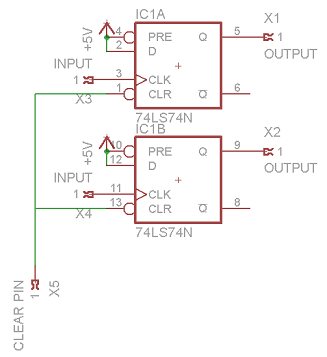 IC1A
X1
+5V
4
PRE
Q
5
1
2
D
OUTPUT
INPUT
1
3
CLK
X3
1
CLR
Q
6
74LS74N
IC1B
X2
+5V
10
PRE
Q
9
1
12
D
OUTPUT
INPUT
1
11
CLK
X4
13
CLR
Q
8
74LS74N
CLEAR PIN
1
X5